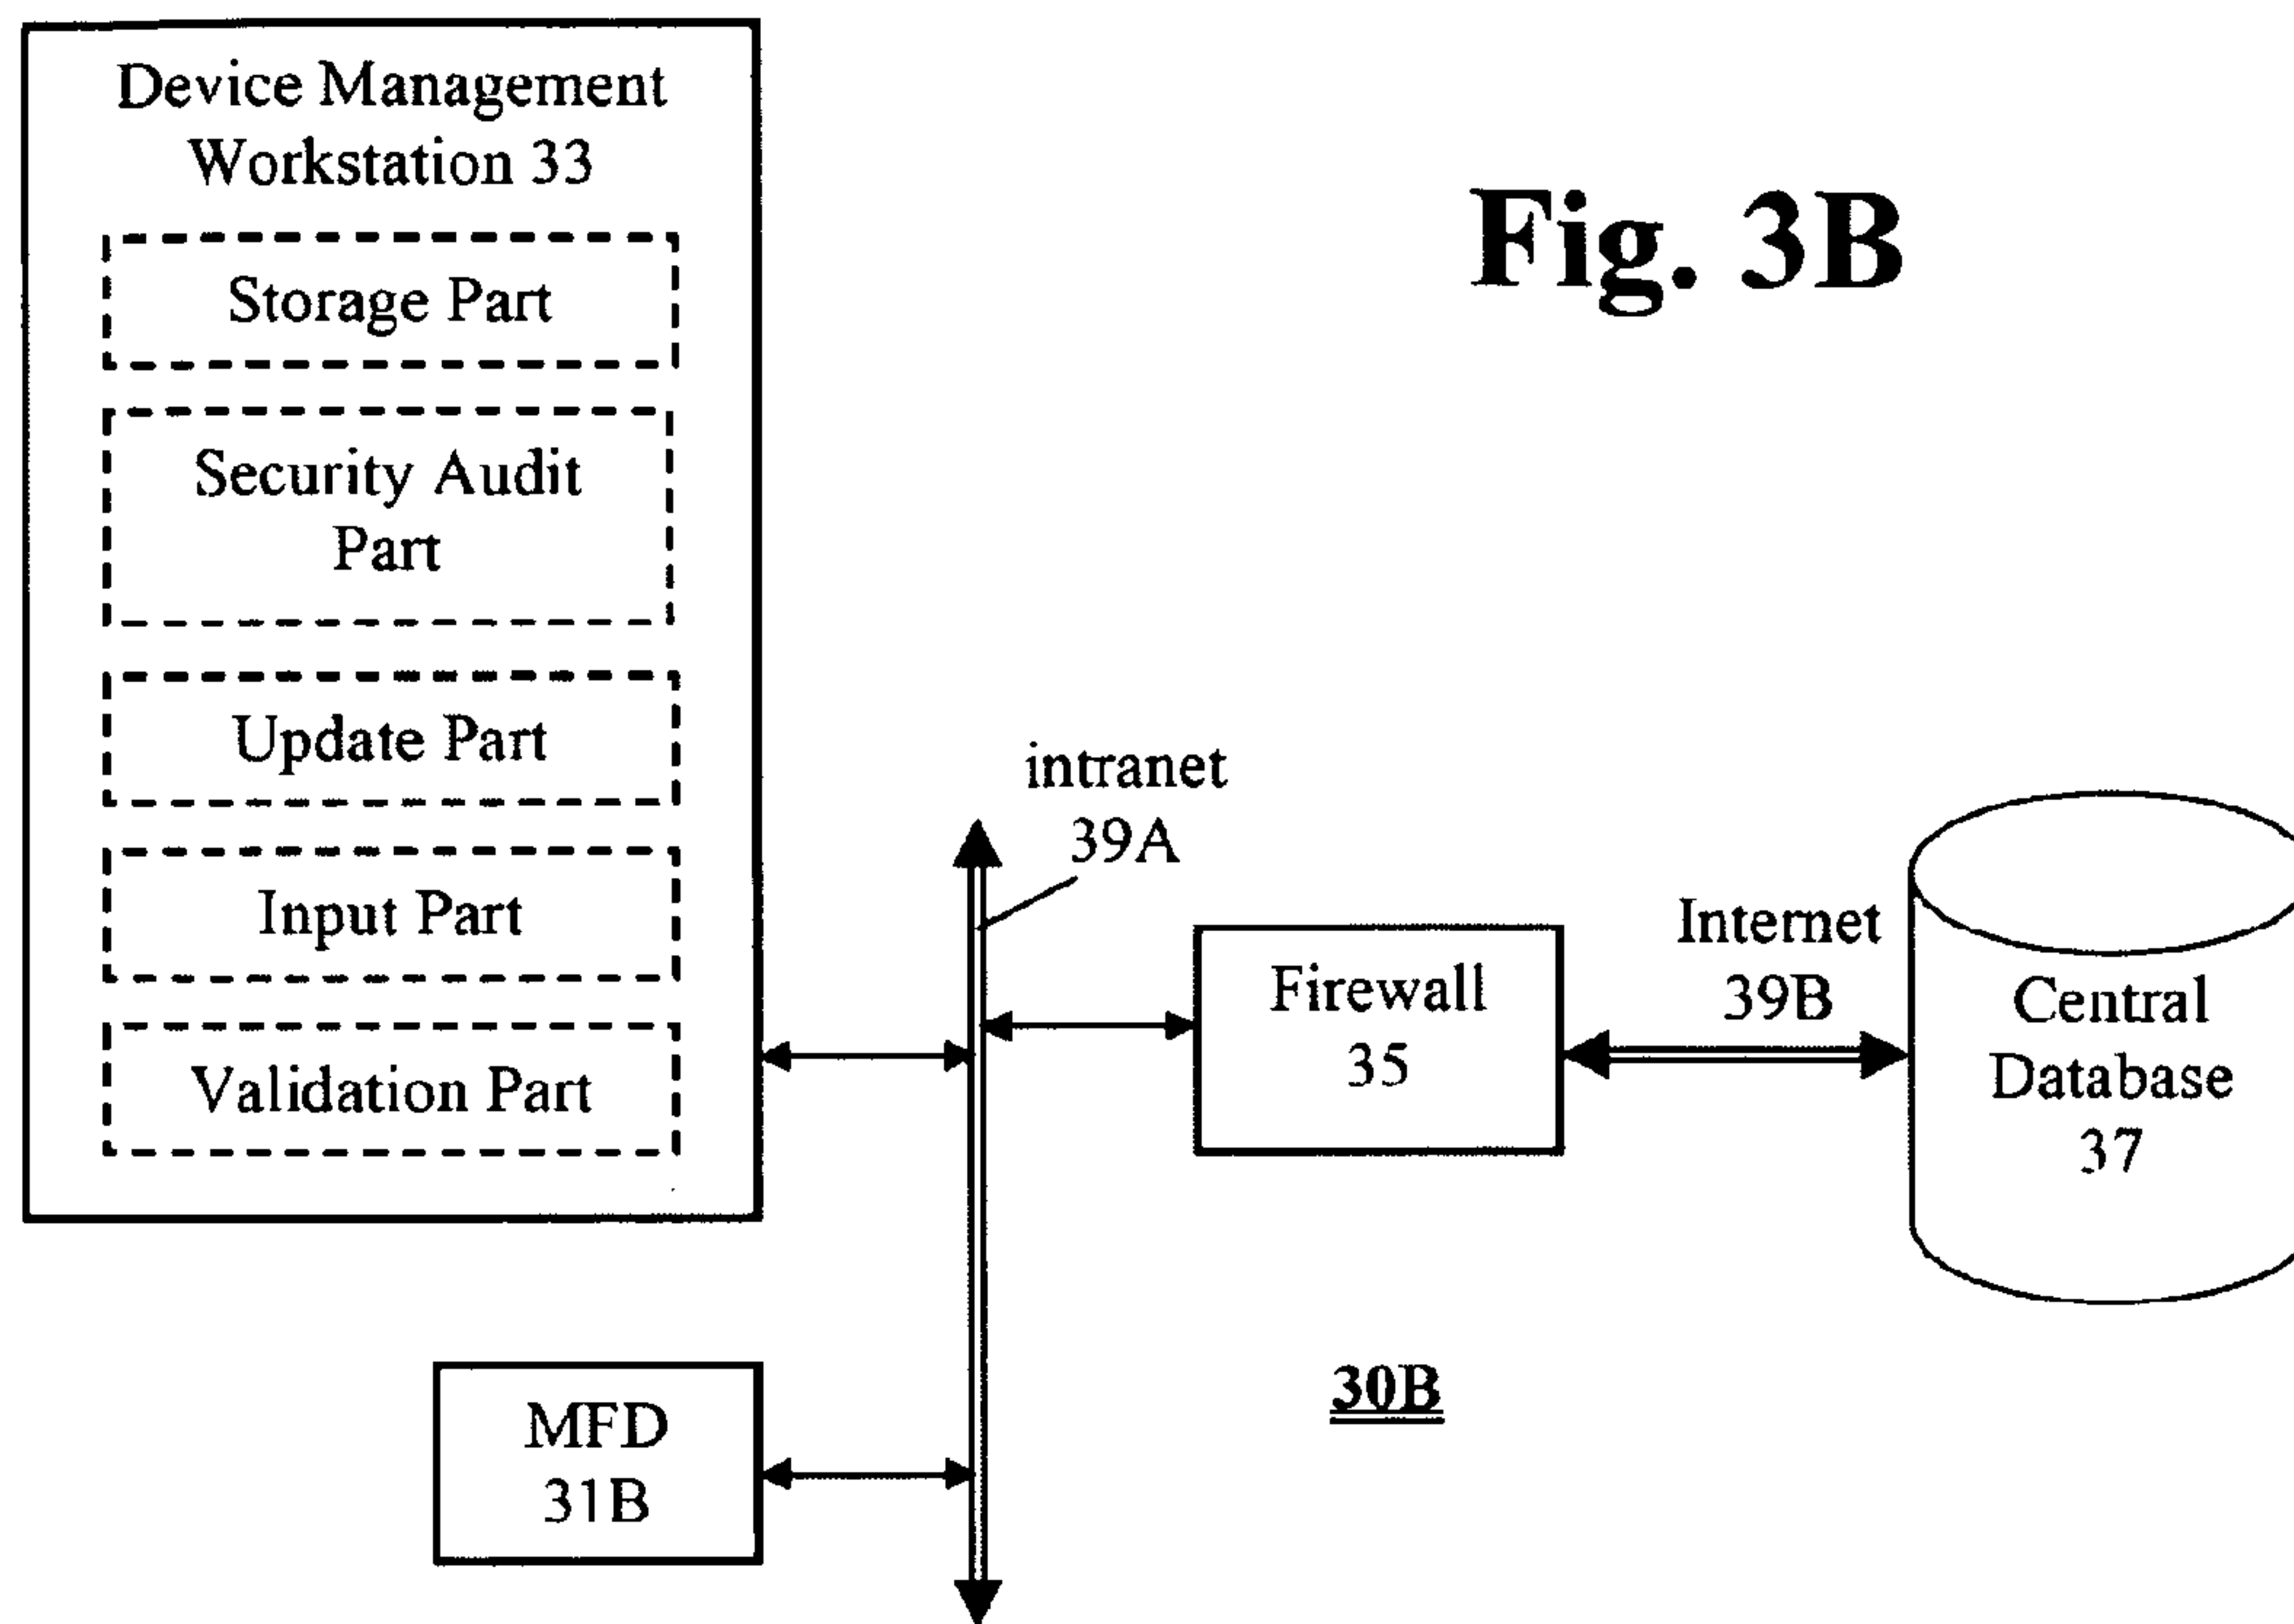 Device Management
Workstation 33
Storage Part
Security Audit
Part
Update Part
Input Part
Validation Part
Fig. 3B
intranet
39A
Firewall
35
Internet
39B
Central
Database
37
MFD
31B
30B